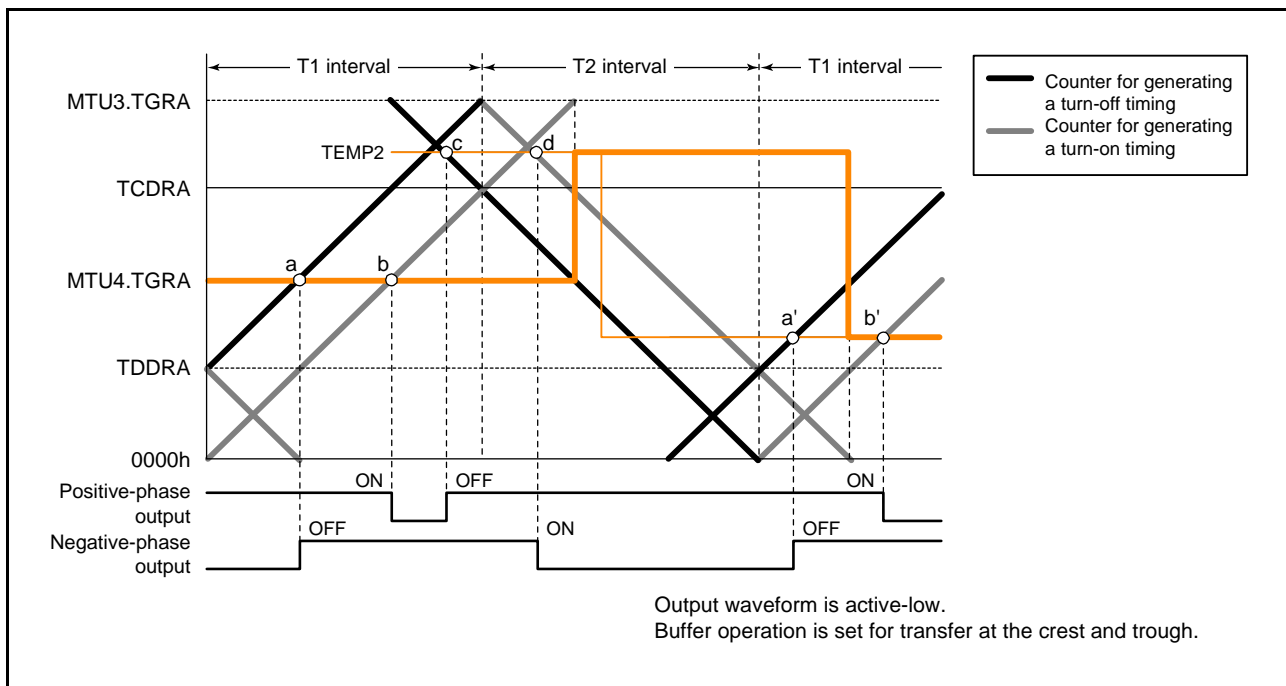 T1 interval
T2 interval
T1 interval
Counter for generating
a turn-off timing
Counter for generating
a turn-on timing
MTU3.TGRA
TEMP2
c
d
TCDRA
MTU4.TGRA
a
b
a'
b'
TDDRA
0000h
Positive-phase
output
ON
OFF
ON
Negative-phase
output
OFF
ON
OFF
Output waveform is active-low.
Buffer operation is set for transfer at the crest and trough.